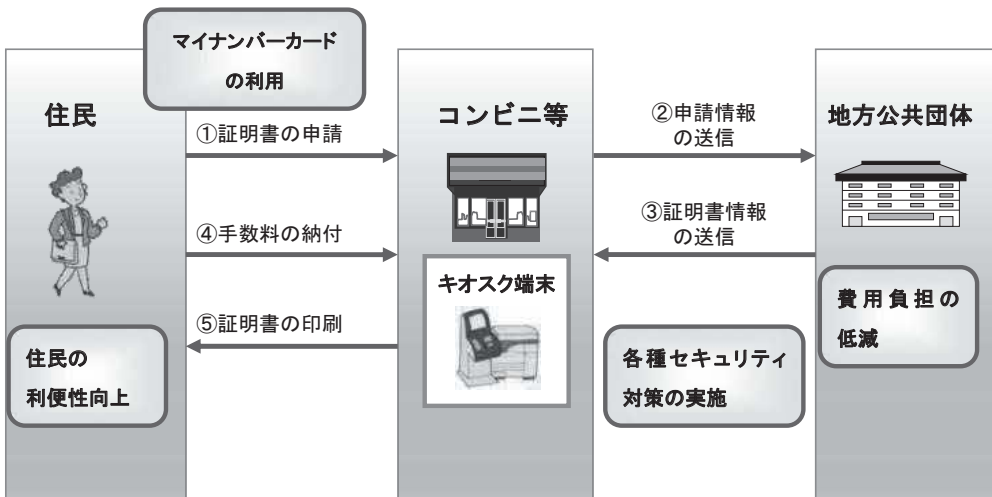 マイナンバーカード
の利用
住民
コンビニ等
地方公共団体
①証明書の申請
②申請情報
の送信
③証明書情報
の送信
④手数料の納付
キオスク端末
⑤証明書の印刷
住民の
利便性向上
各種セキュリティ
対策の実施
費用負担の
低減